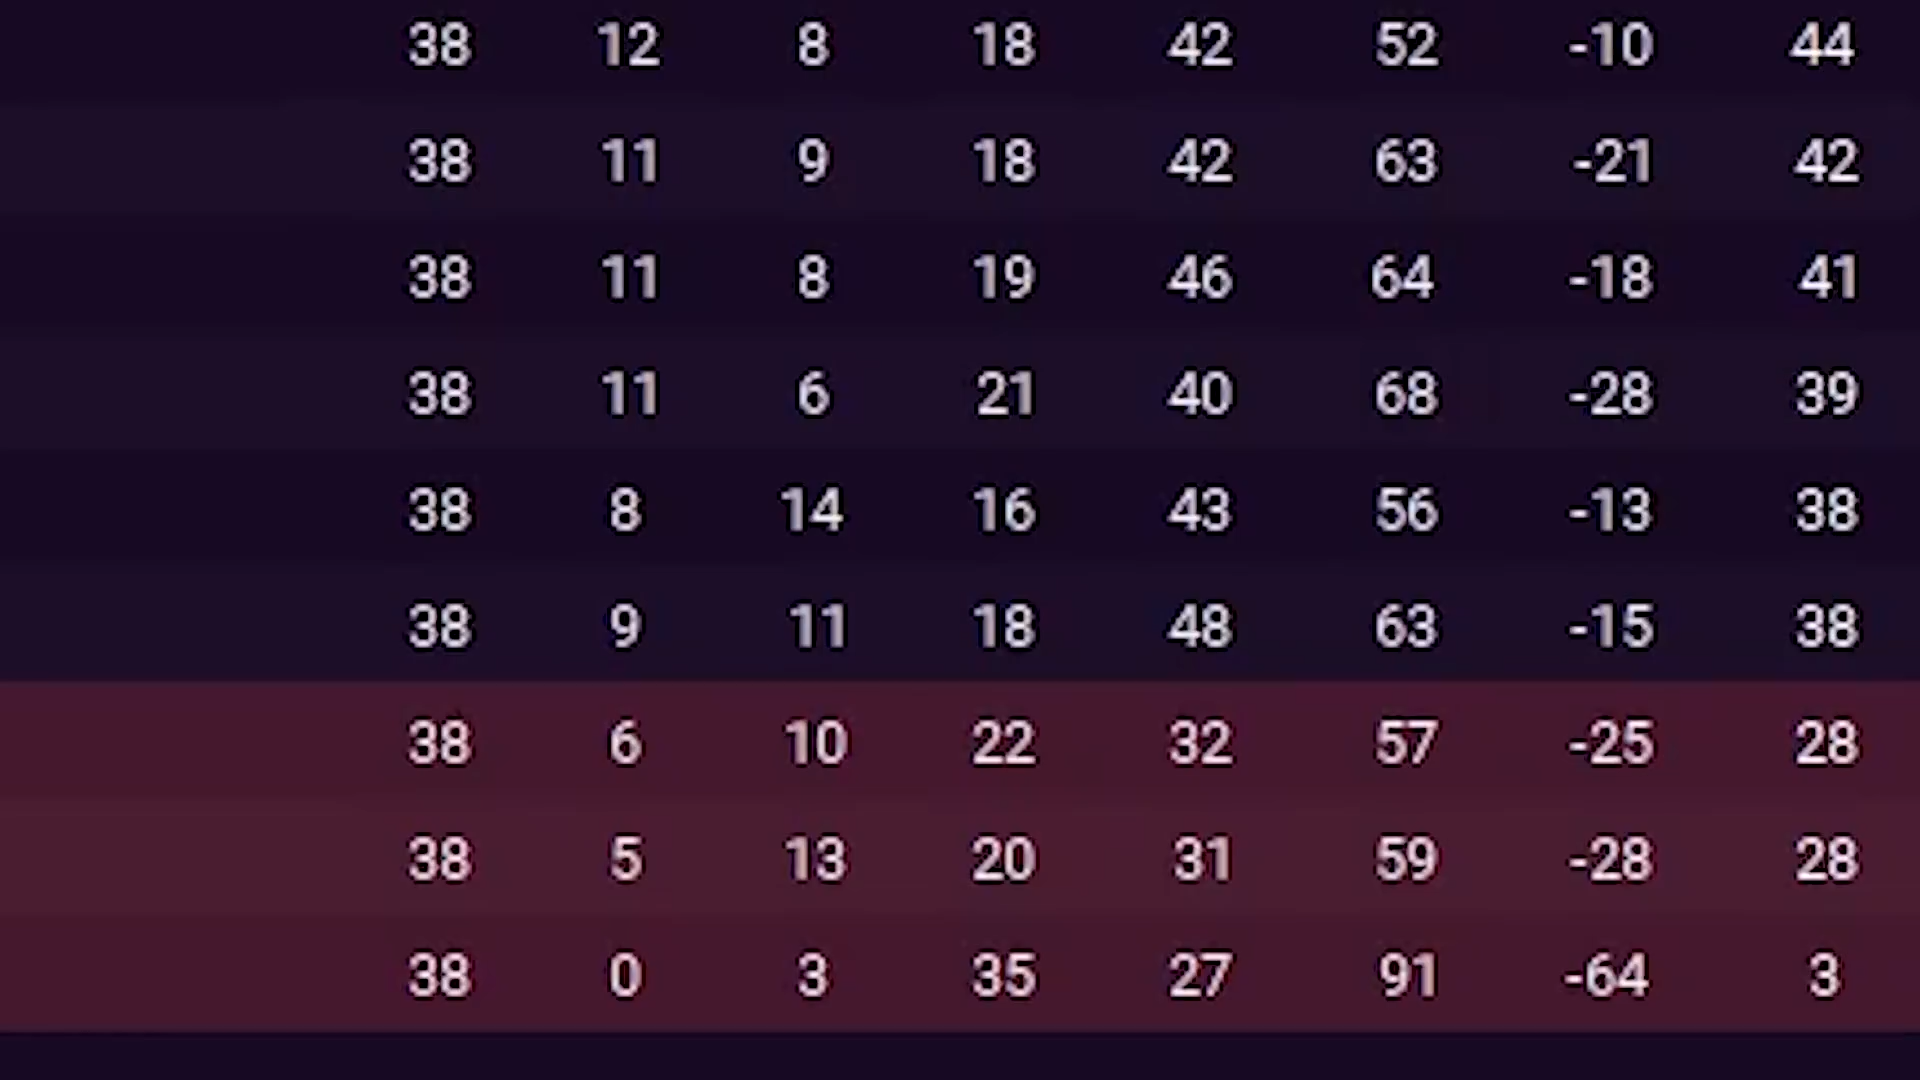 38 12 8 18 42 52 -10 44
38 11 9 18 42 63 -21 42
38 11 8 19 46 64 -18 41
38 11 6 21 40 68 -28 39
38 8 14 16 43 56 -13 38
38 9 11 18 48 63 -15 38
38 6 10 22 32 57 -25 28
38 5 13 20 31 59 -28 28
38 0 3 35 27 91 -64 3